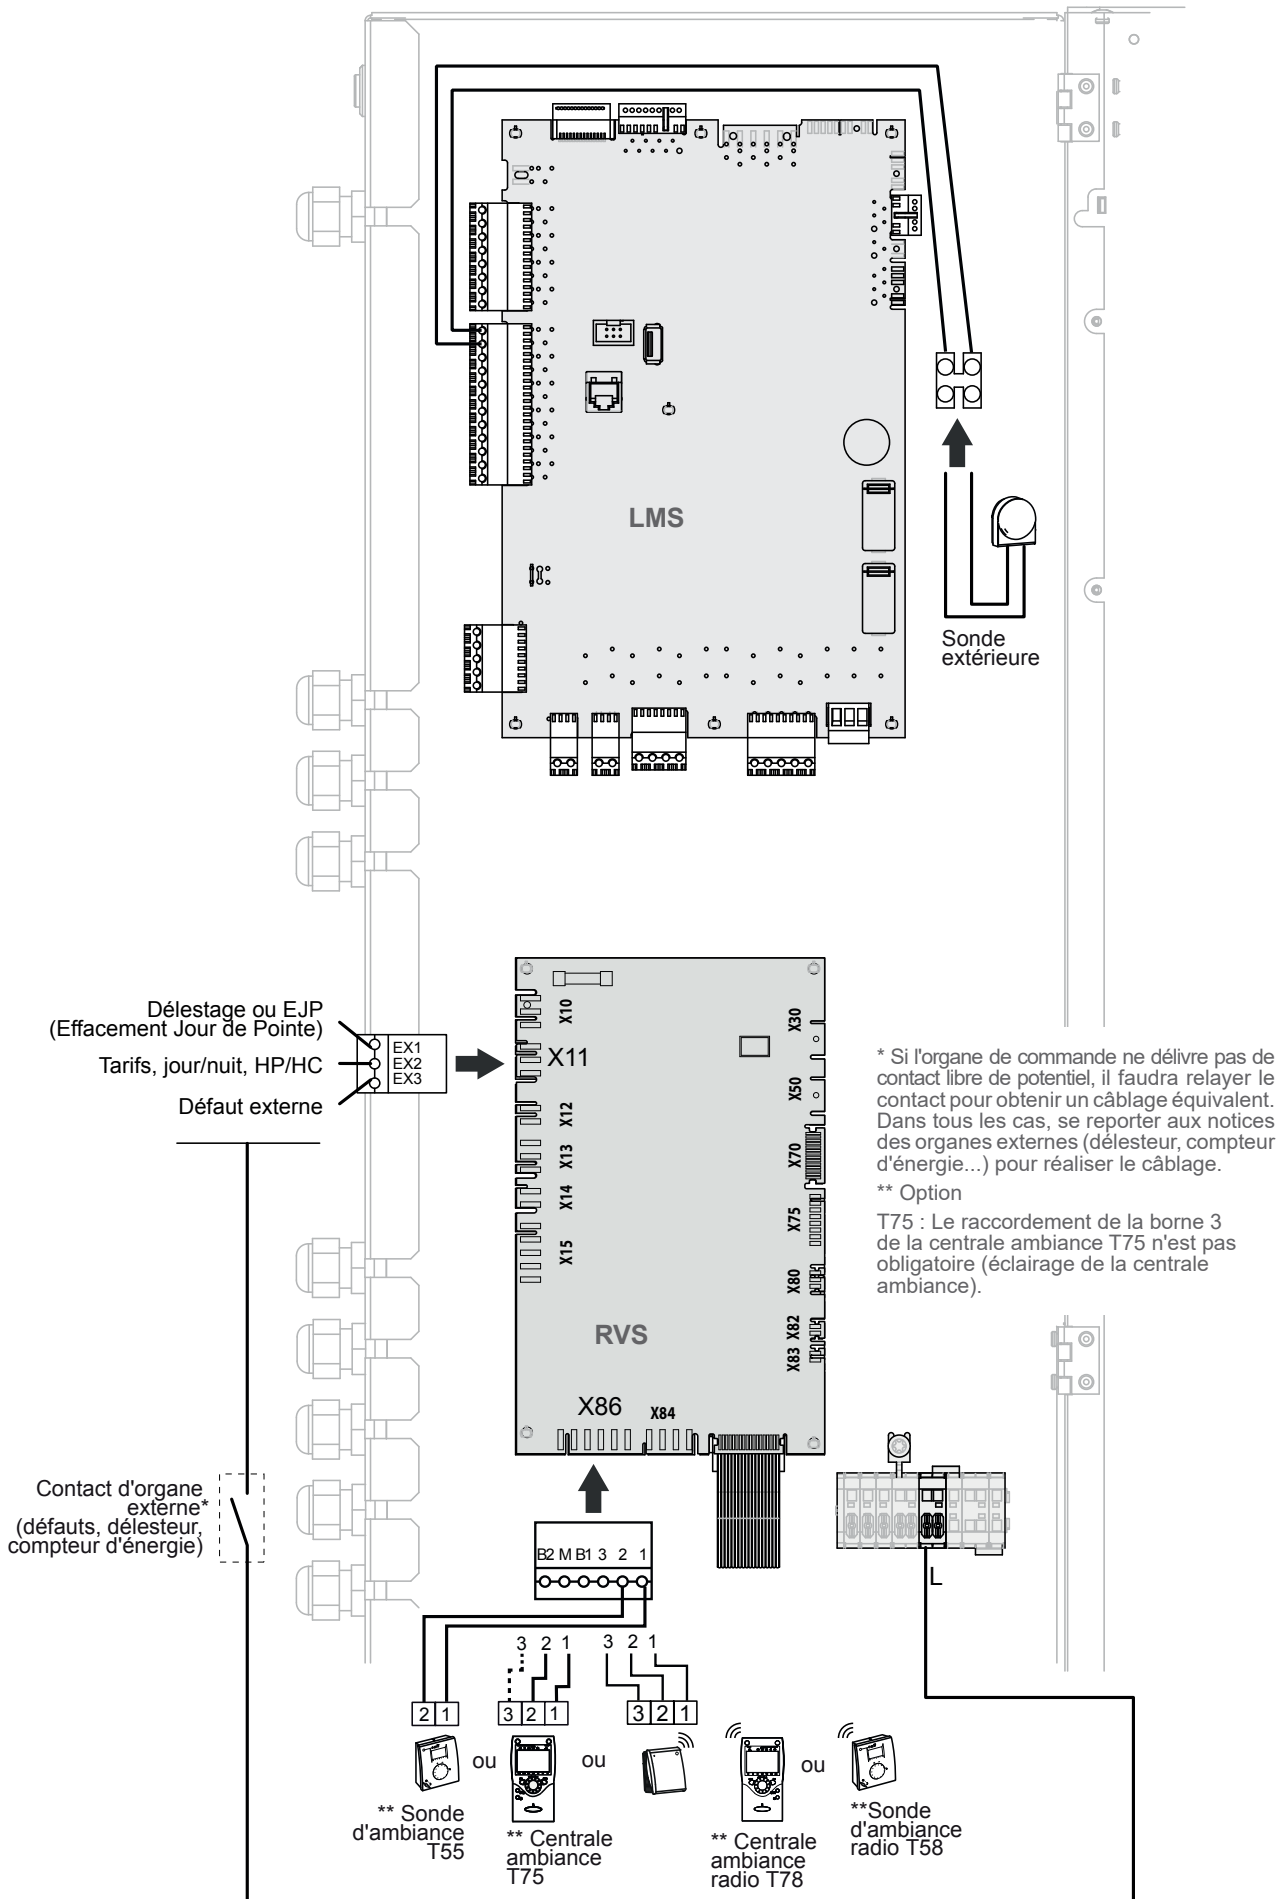 LMS
Sonde
extérieure
Délestage ou EJP
(Effacement Jour de Pointe)
Tarifs, jour/nuit, HP/HC
Défaut externe
EX1
EX2
EX3
X10
X11
X12
X13
X14
X15
X30
X50
X70
X75
X80
X82
X83
RVS
X86
X84
* Si l'organe de commande ne délivre pas de
contact libre de potentiel, il faudra relayer le
contact pour obtenir un câblage équivalent.
Dans tous les cas, se reporter aux notices
des organes externes (délesteur, compteur
d'énergie...) pour réaliser le câblage.
** Option
T75 : Le raccordement de la borne 3
de la centrale ambiance T75 n'est pas
obligatoire (éclairage de la centrale
ambiance).
Contact d'organe
externe*
(défauts, délesteur,
compteur d'énergie)
B2 M B1 3 2 1
L
3 2 1
3 2 1
2 1
3 2 1
3 2 1
ou
ou
ou
** Sonde
d'ambiance
T55
** Centrale
ambiance
T75
** Centrale
ambiance
radio T78
**Sonde
d'ambiance
radio T58